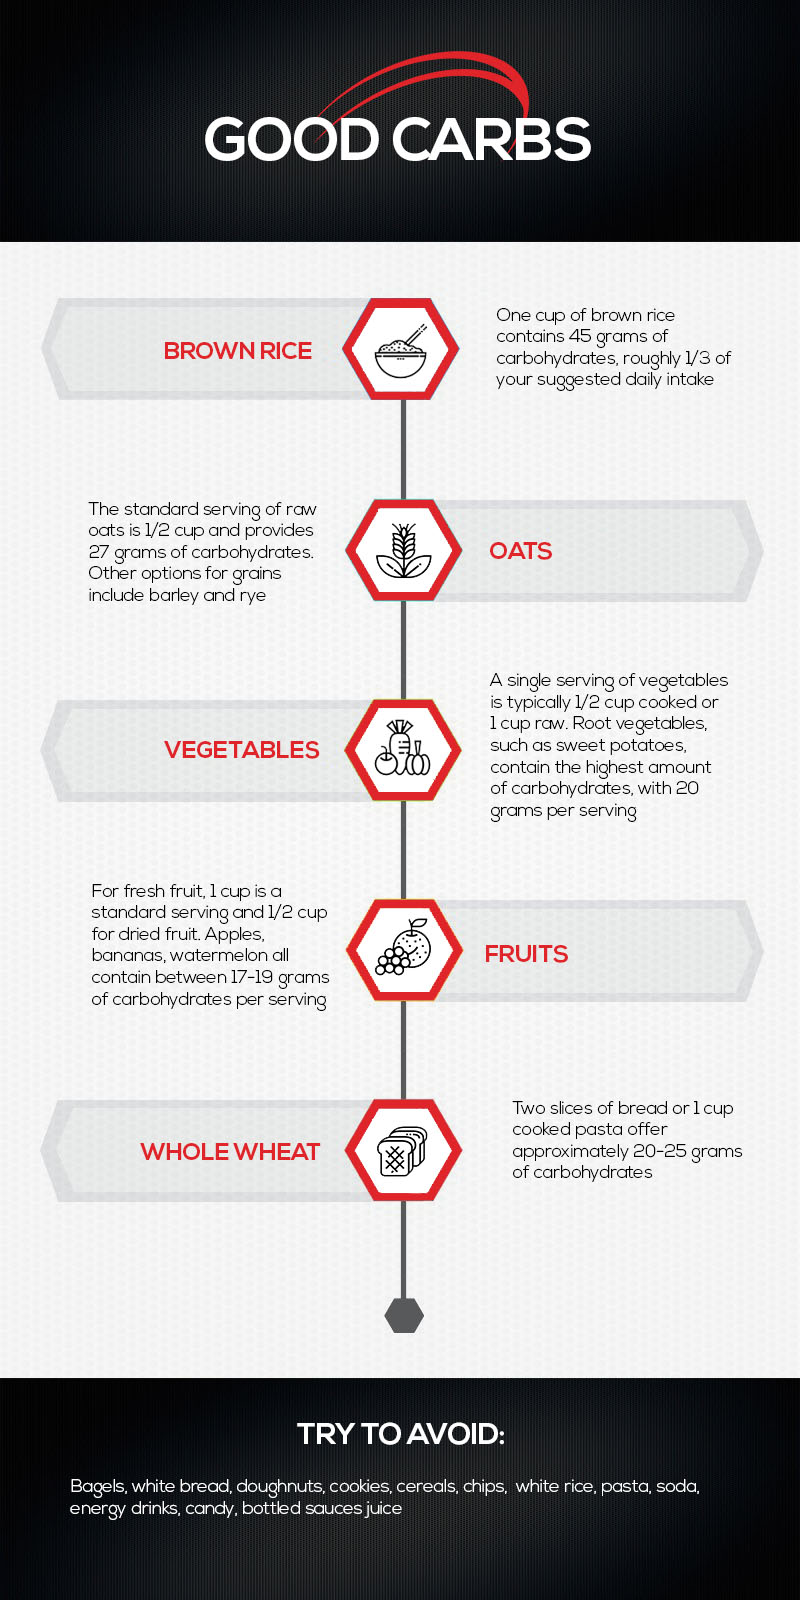 GOOD CARBS
BROWN RICE
One cup of brown rice
contains 45 grams of
carbohydrates, roughly 1/3 of
your suggested daily intake
The standard serving of raw
oats is 1/2 cup and provides
27 grams of carbohydrates.
Other options for grains
include barley and rye
OATS
VEGETABLES
A single serving of vegetables
is typically 1/2 cup cooked or
1 cup raw. Root vegetables,
such as sweet potatoes,
contain the highest amount
of carbohydrates, with 20
grams per serving
For fresh fruit, 1 cup is a
standard serving and 1/2 cup
for dried fruit. Apples,
bananas, watermelon all
contain between 17-19 grams
of carbohydrates per serving
FRUITS
WHOLE WHEAT
Two slices of bread or 1 cup
cooked pasta offer
approximately 20-25 grams
of carbohydrates
TRY TO AVOID:
Bagels, white bread, doughnuts, cookies, cereals, chips, white rice, pasta, soda,
energy drinks, candy, bottled sauces juice